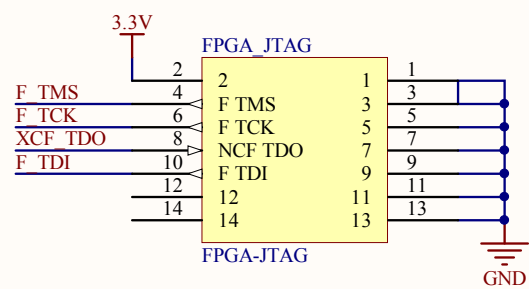 3.3V
FPGA_JTAG
2 2 1 1
F_TMS 4 F TMS 3 3
F_TCK 6 F TCK 5 5
XCF_TDO 8 NCF TDO 7 7
F_TDI 10 F TDI 9 9
12 12 11 11
14 14 13 13
FPGA-JTAG
GND